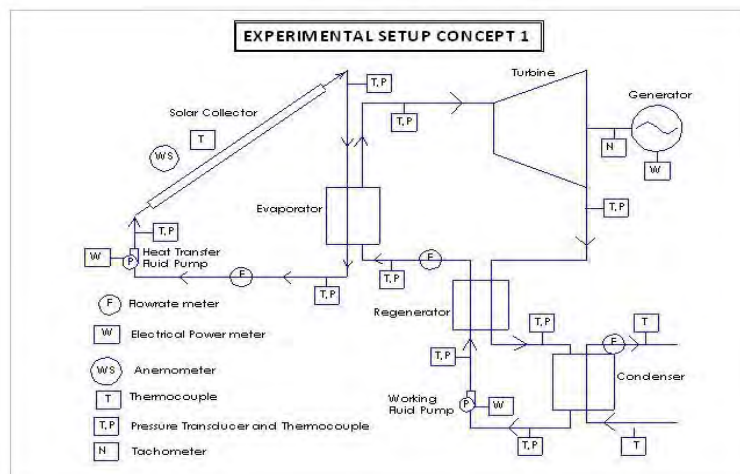 EXPERIMENTAL SETUP CONCEPT 1
Turbine
T,P
Generator
Solar Collector
T,P
T
WS
N
W
Evaporator
T,P
T,P
W
P
Heat Transfer
Fluid Pump
F
T,P
T,P
F
F
Flowrate meter
Regenerator
T,P
T
W
Electrical Power meter
F
T,P
WS
Anemometer
Condenser
T
Thermocouple
Working
Fluid Pump
P
W
T,P
Pressure Transducer and Thermocouple
T,P
T
N
Tachometer